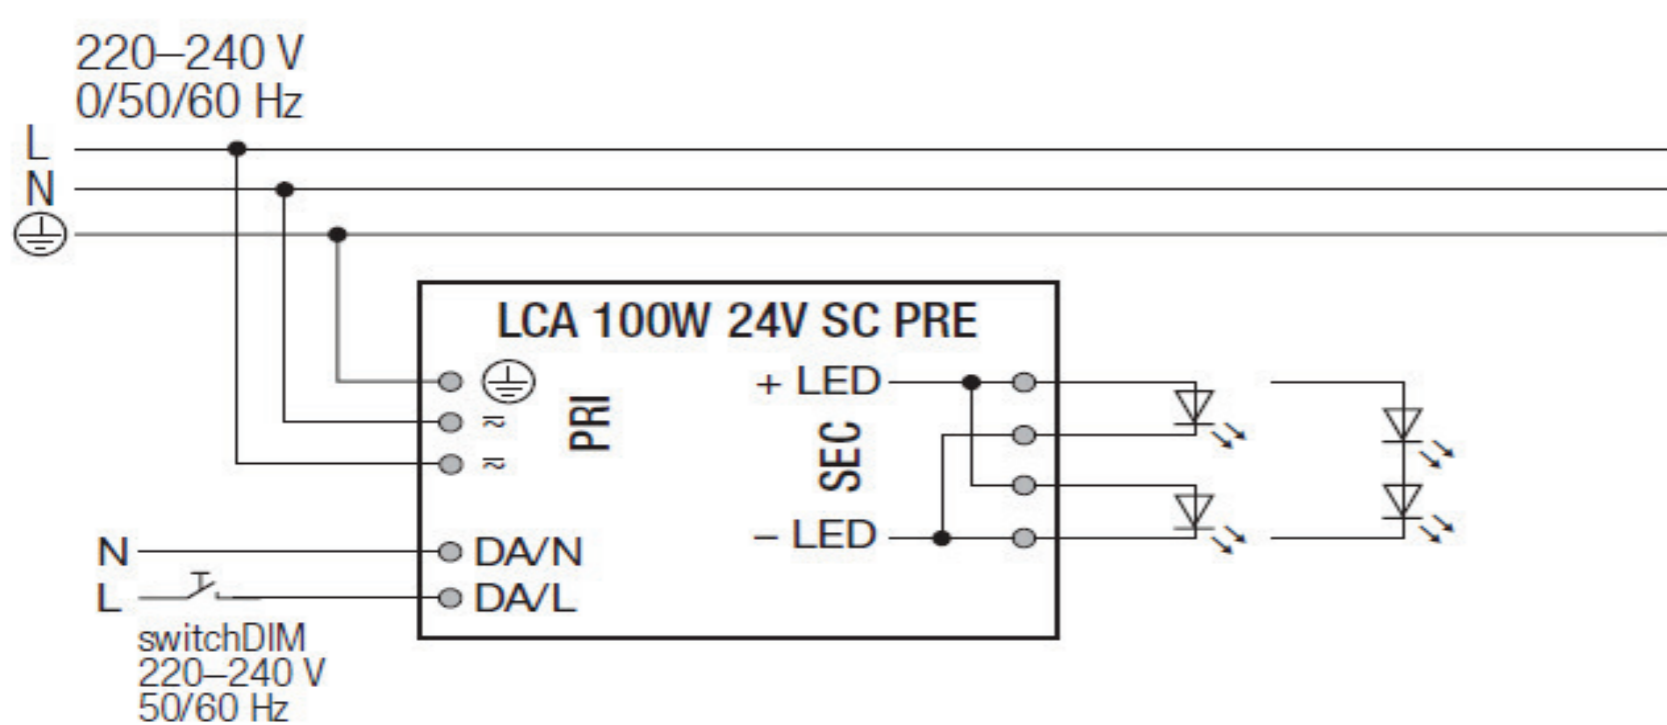 220–240 V
0/50/60 Hz
L
N
LCA 100W 24V SC PRE
PRI
≂
≂
+ LED
SEC
– LED
N
DA/N
L
DA/L
switchDIM
220–240 V
50/60 Hz